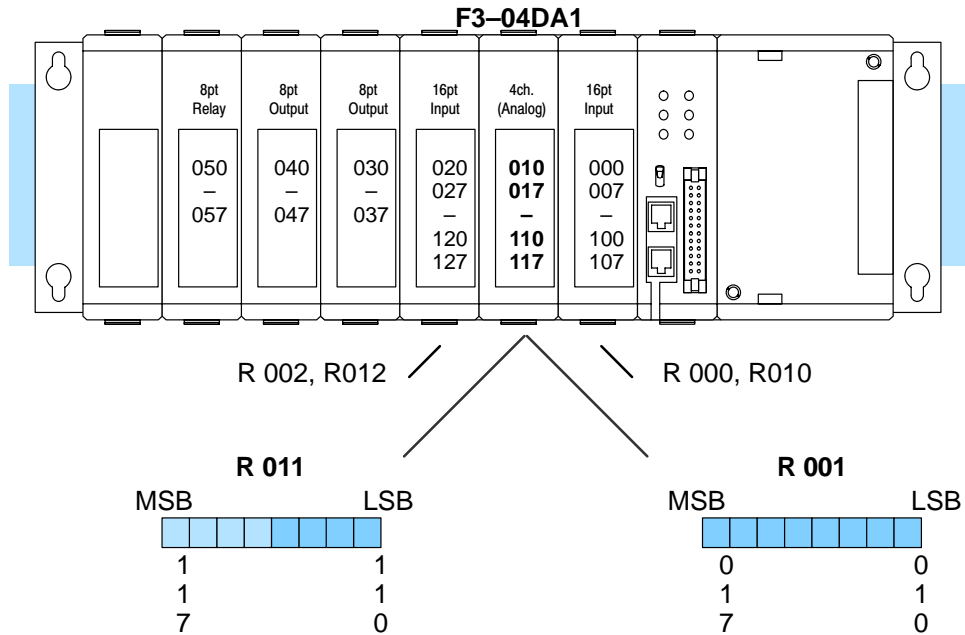 F3–04DA1
8pt
Relay
8pt
Output
8pt
Output
16pt
Input
4ch.
(Analog)
16pt
Input
050
–
057
040
–
047
030
–
037
020
027
–
120
127
010
017
–
110
117
000
007
–
100
107
R 002, R012
R 000, R010
R 011
MSB LSB
1 1
1 1
7 0
R 001
MSB LSB
0 0
1 1
7 0